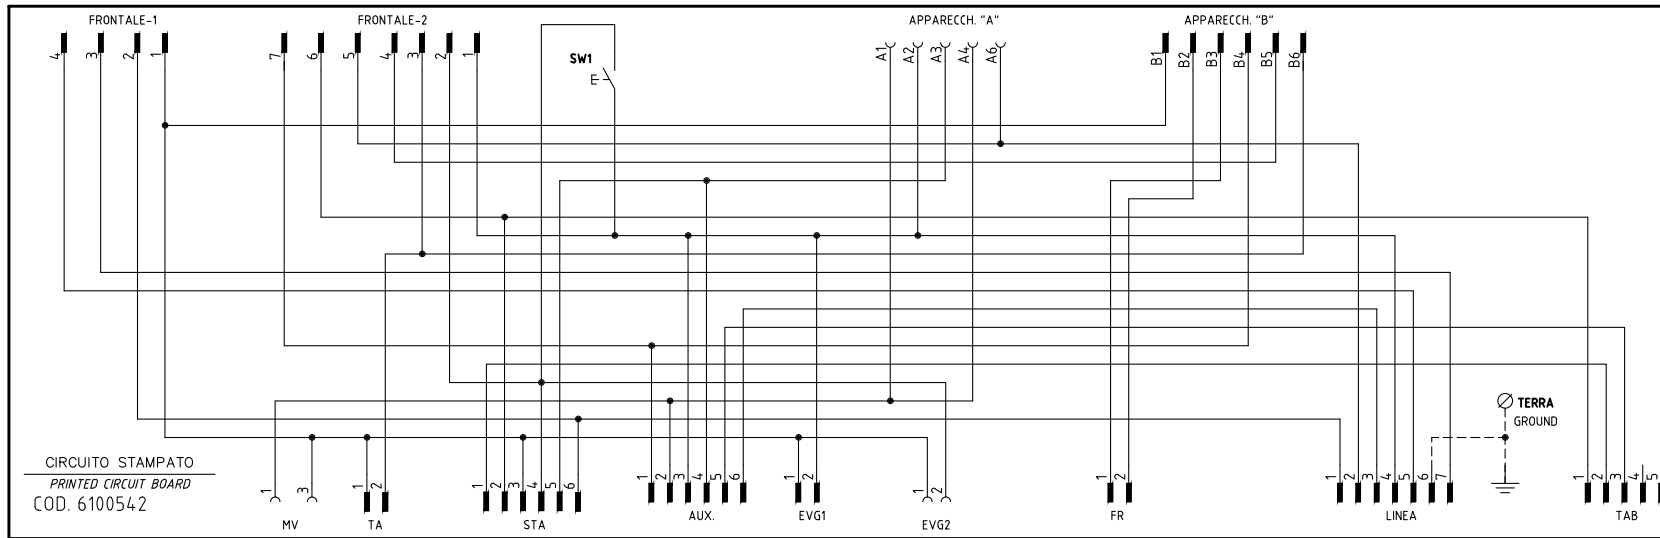 FRONTALE-1
FRONTALE-2
APPARECCH. "A"
APPARECCH. "B"
4 3 2 1
7 6 5 4 3 2 1
SW1
E
A1 A2 A3 A4 A6
B1 B2 B3 B4 B5 B6
TERRA
GROUND
CIRCUITO STAMPATO
PRINTED CIRCUIT BOARD
COD. 6100542
1 3
1 2
1 2 3 4 5 6
1 2 3 4 5 6
1 2
1 2
1 2
1 2 3 4 5 6 7
1 2 3 4 5
MV
TA
STA
AUX.
EVG1
EVG2
FR
LINEA
TAB